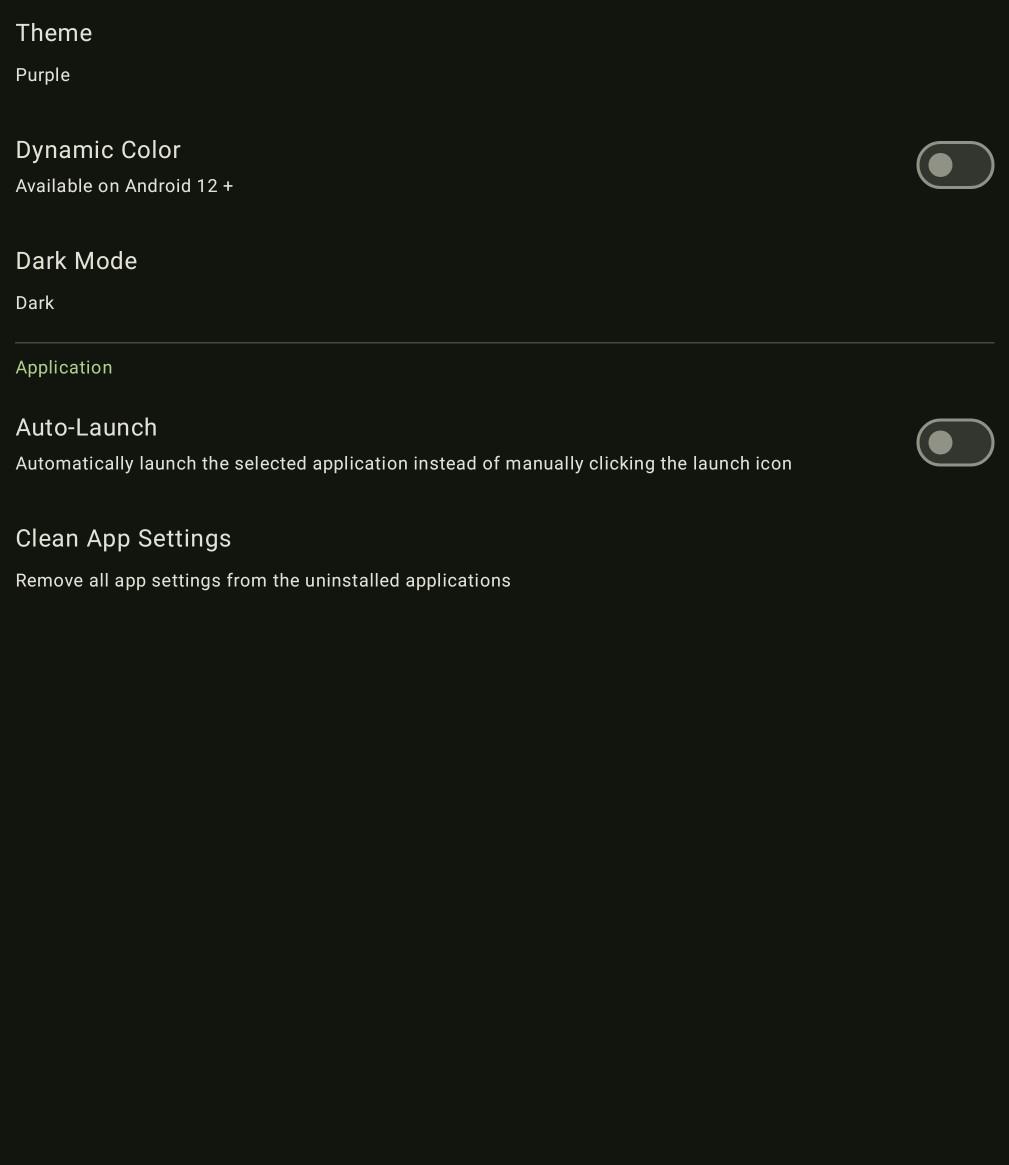 Theme
Purple
Dynamic Color
Available on Android 12 +
Dark Mode
Dark
Application
Auto-Launch
Automatically launch the selected application instead of manually clicking the launch icon
Clean App Settings
Remove all app settings from the uninstalled applications